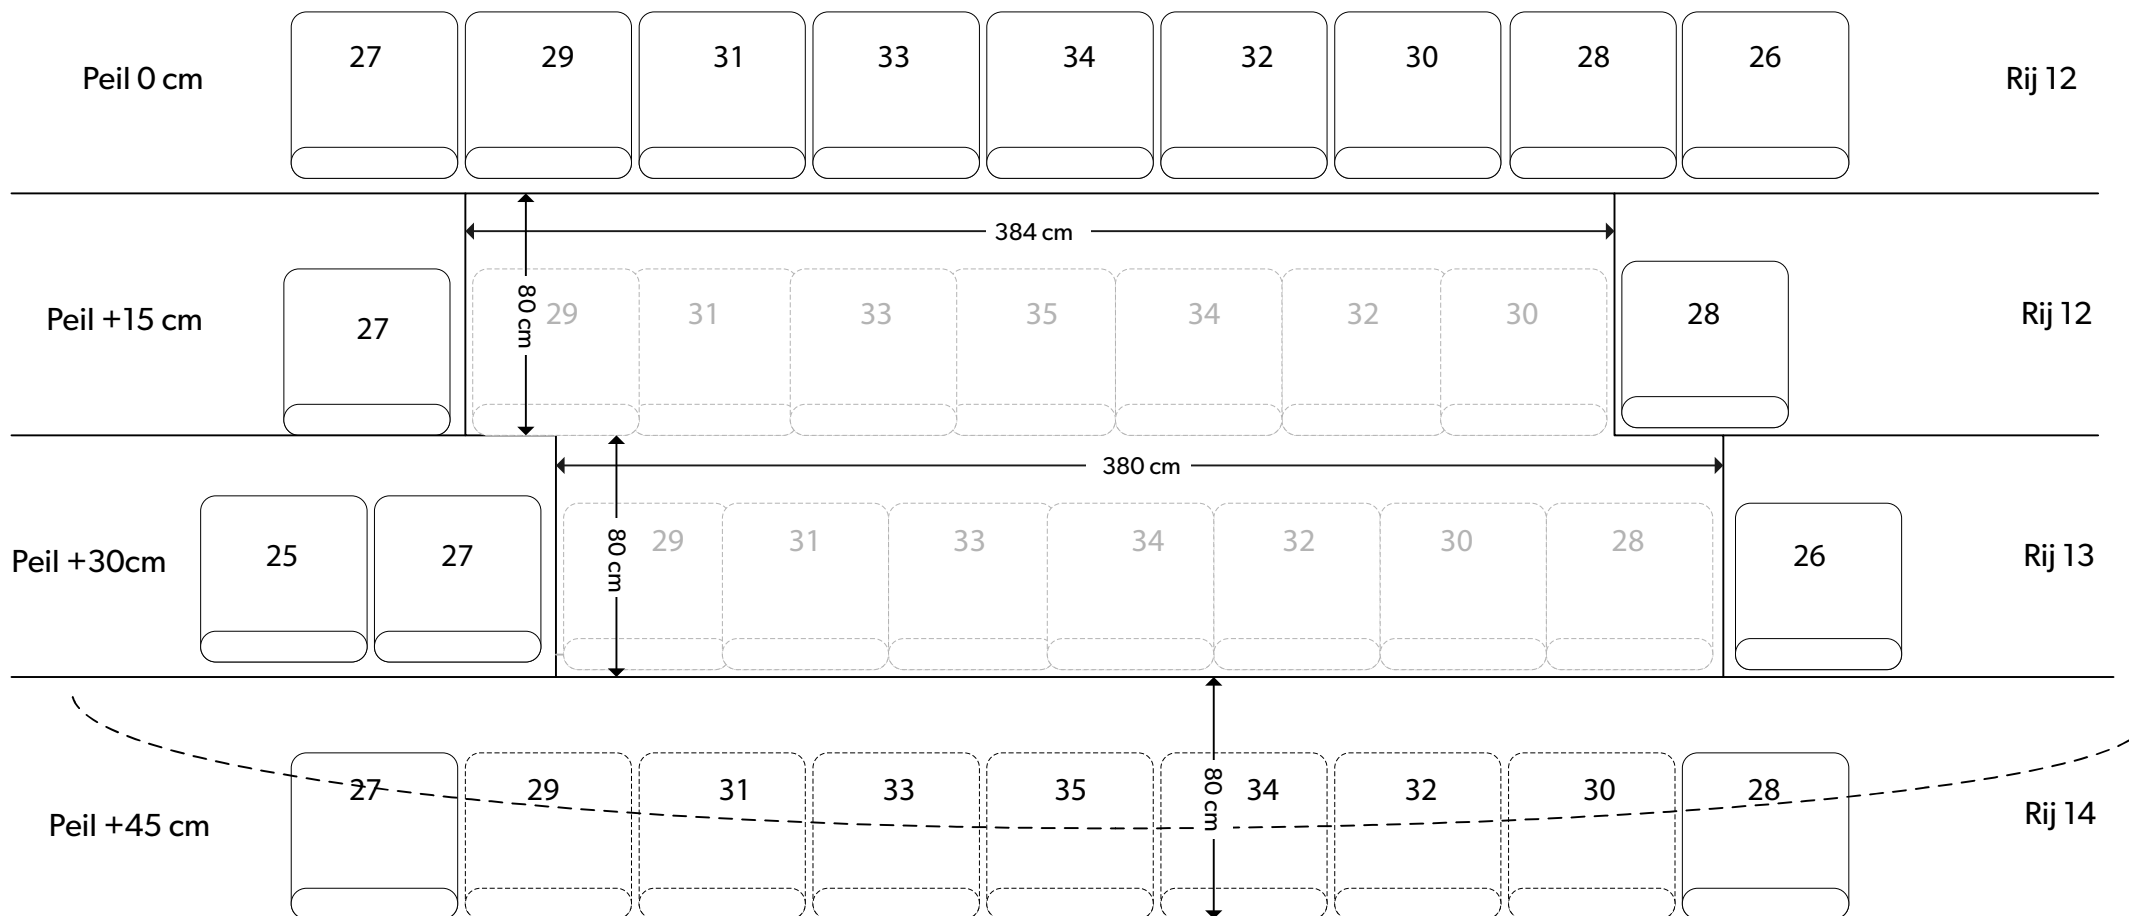 Peil 0 cm 27 29 31 33 34 32 30 28 26 Rij 12
384 cm
Peil +15 cm 27 80 cm 29 31 33 35 34 32 30 28 Rij 12
380 cm
Peil +30cm 25 27 80 cm 29 31 33 34 32 30 28 26 Rij 13
Peil +45 cm 27 29 31 33 35 80 cm 34 32 30 28 Rij 14